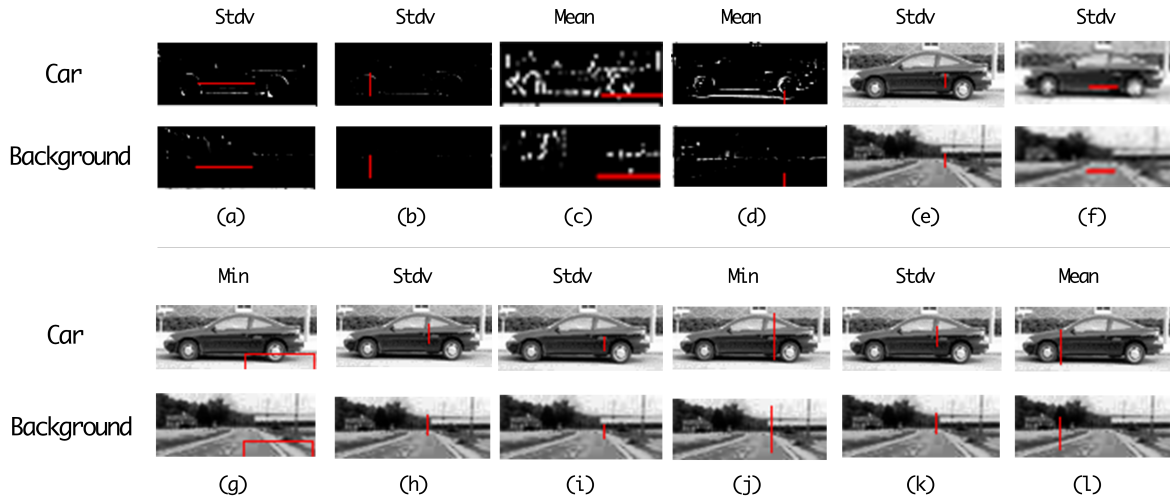 Stdv Stdv Mean Mean Stdv Stdv
Car
Background
(a) (b) (c) (d) (e) (f)
Min Stdv Stdv Min Stdv Mean
Car
Background
(g) (h) (i) (j) (k) (l)